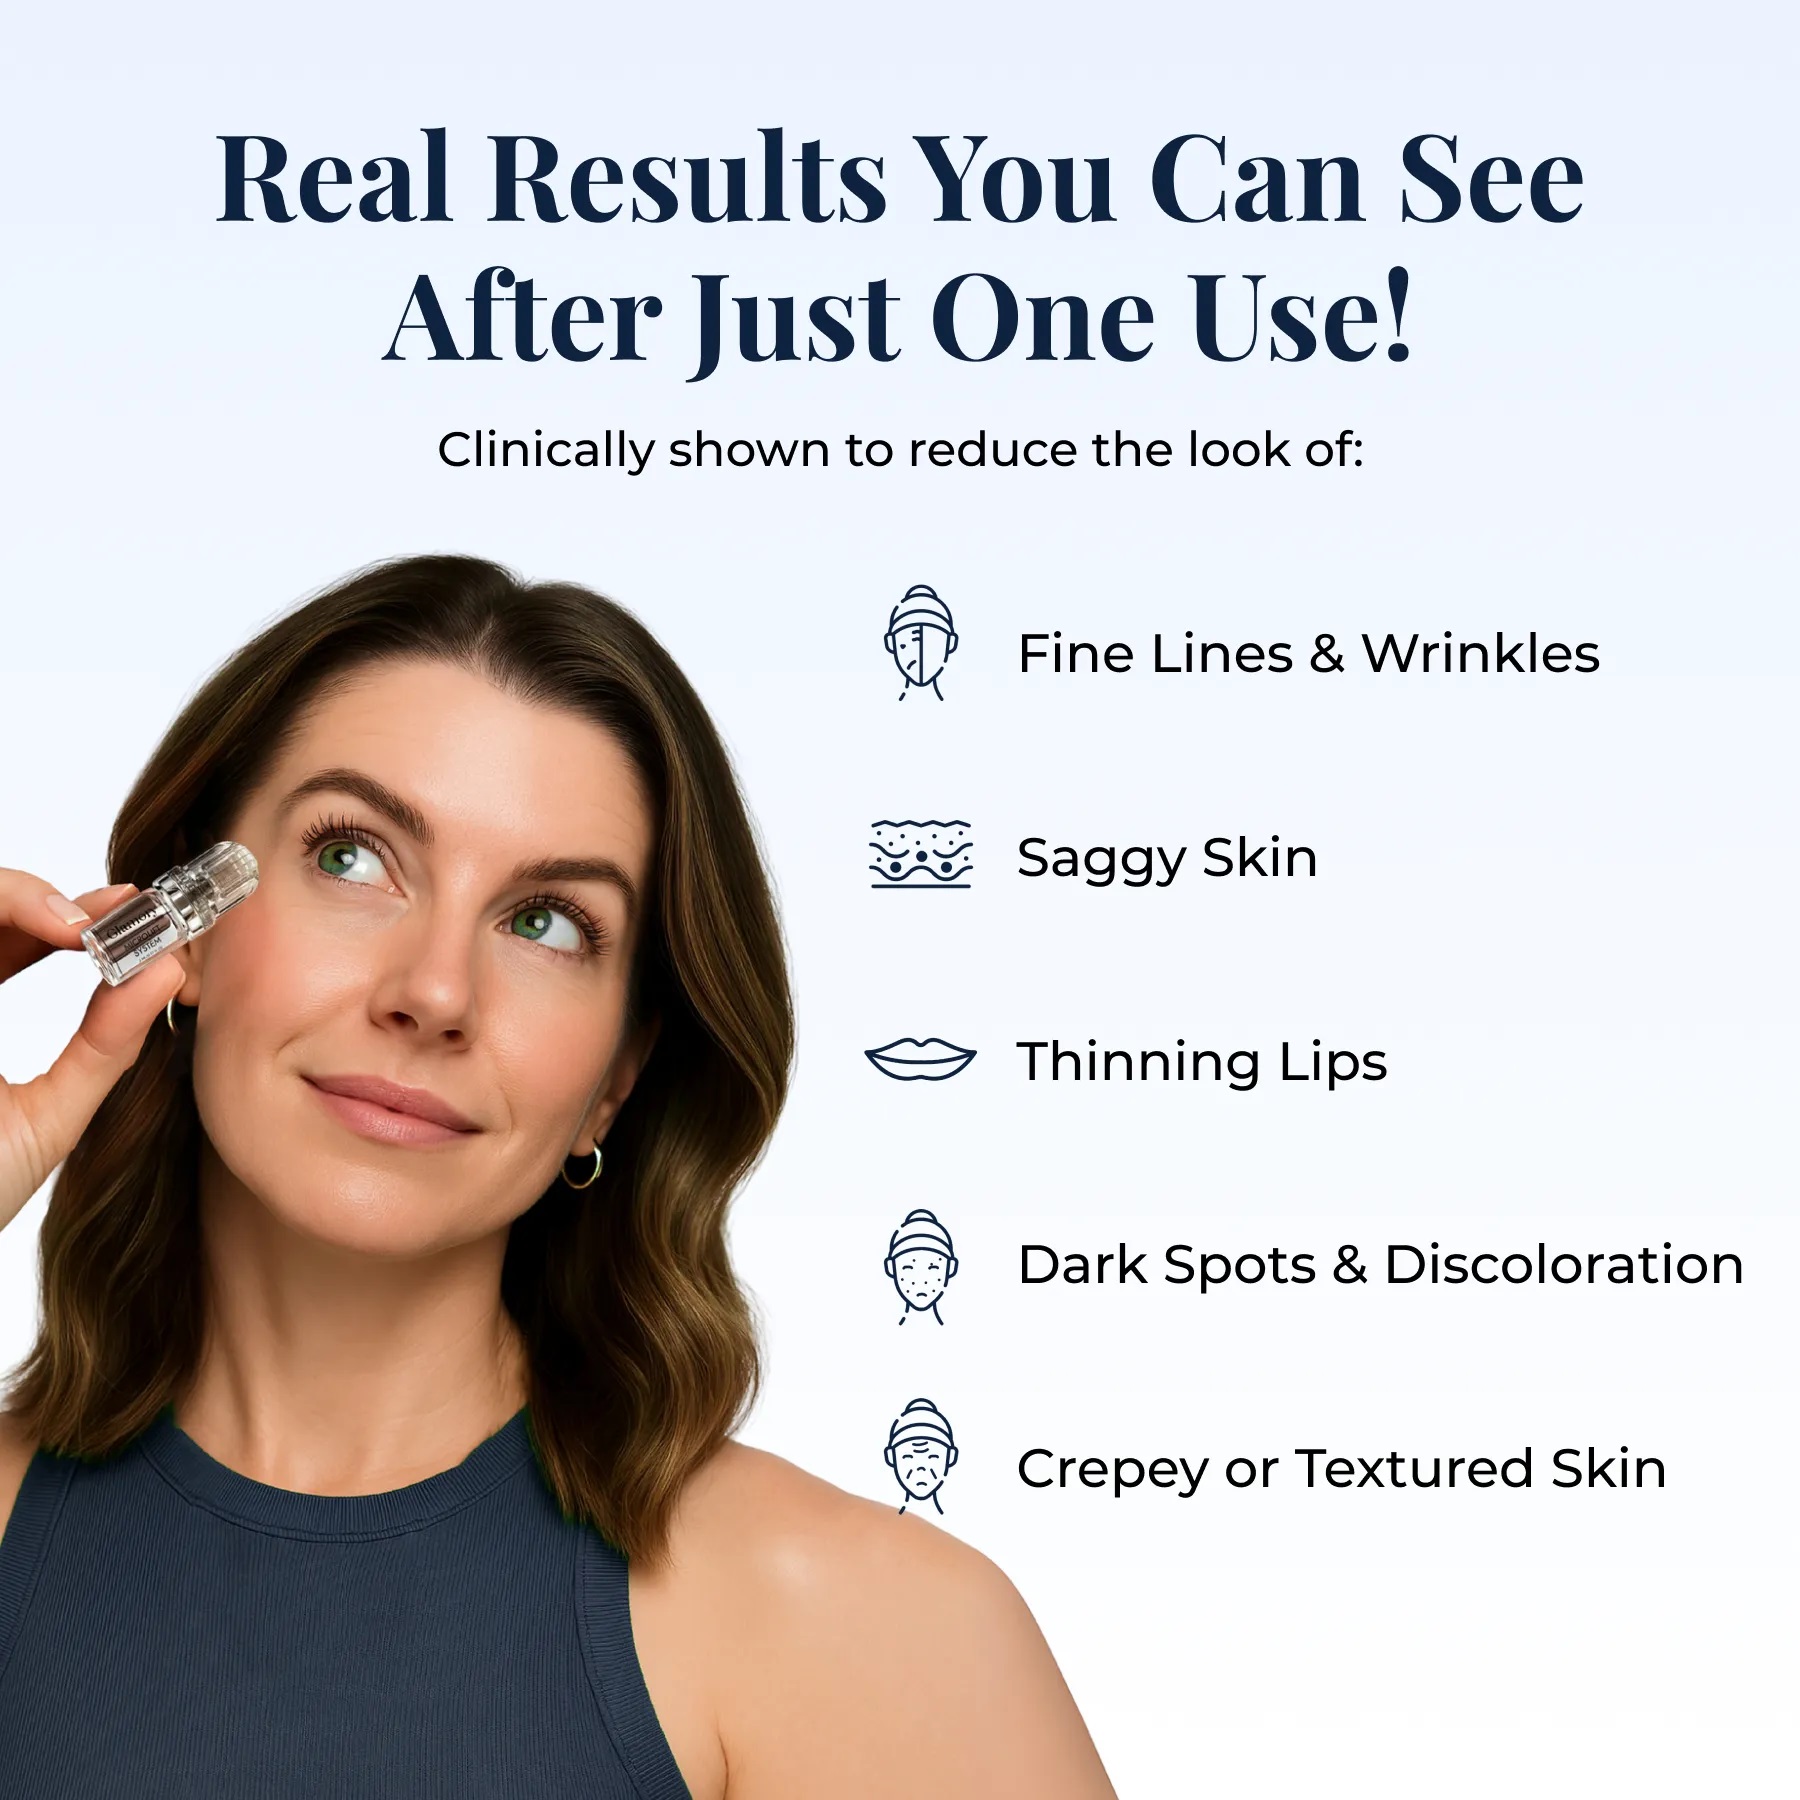 Real Results You Can See
After Just One Use!
Clinically shown to reduce the look of:
Fine Lines & Wrinkles
Saggy Skin
Thinning Lips
Dark Spots & Discoloration
Crepey or Textured Skin
SYSTEM